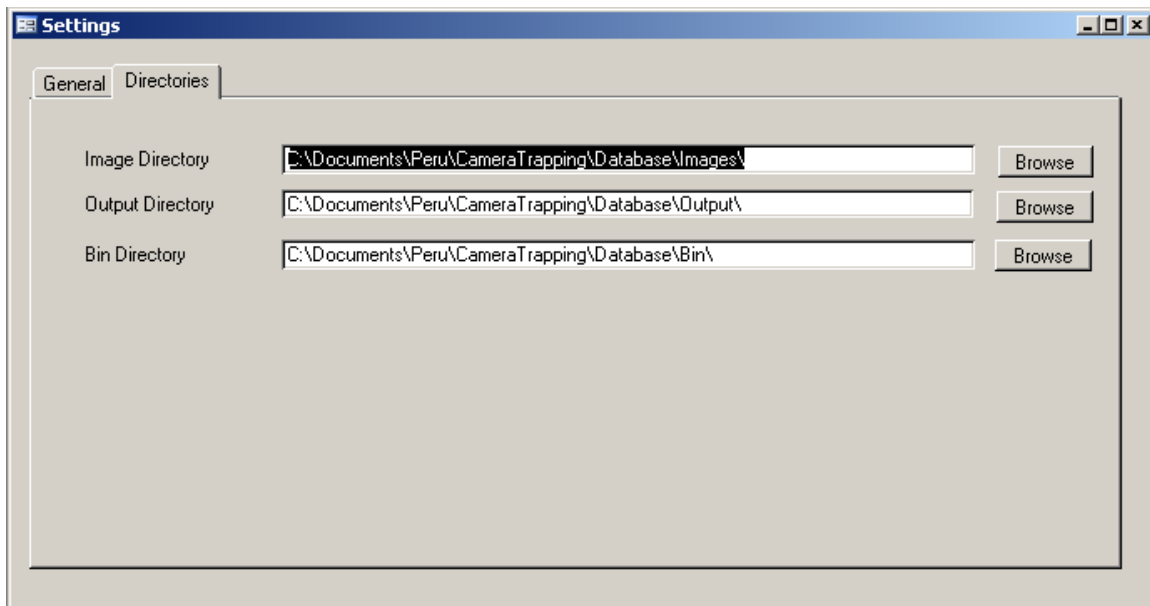 Settings
General Directories
Image Directory C:\Documents\Peru\CameraTrapping\Database\Images\ Browse
Output Directory C:\Documents\Peru\CameraTrapping\Database\Output\ Browse
Bin Directory C:\Documents\Peru\CameraTrapping\Database\Bin\ Browse